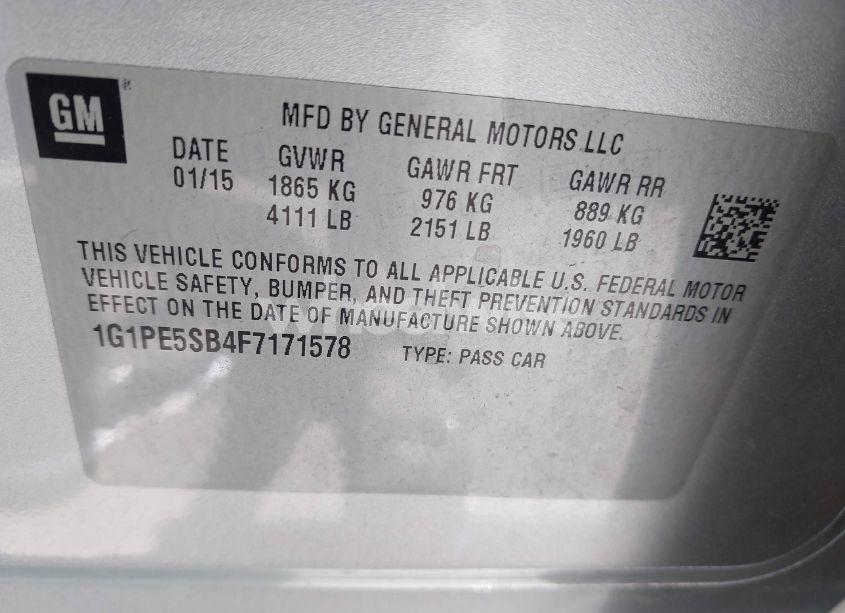 GM
MFD BY GENERAL MOTORS LLC
DATE GVWR GAWR FRT GAWR RR
01/15 1865 KG 976 KG 889 KG
4111 LB 2151 LB 1960 LB
THIS VEHICLE CONFORMS TO ALL APPLICABLE U.S. FEDERAL MOTOR
VEHICLE SAFETY, BUMPER, AND THEFT PREVENTION STANDARDS IN
EFFECT ON THE DATE OF MANUFACTURE SHOWN ABOVE.
1G1PE5SB4F7171578 TYPE: PASS CAR